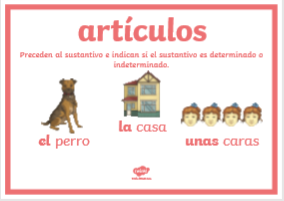 artículos
Preceden al sustantivo e indican si el sustantivo es determinado o
indeterminado.
el perro
la casa
unas caras